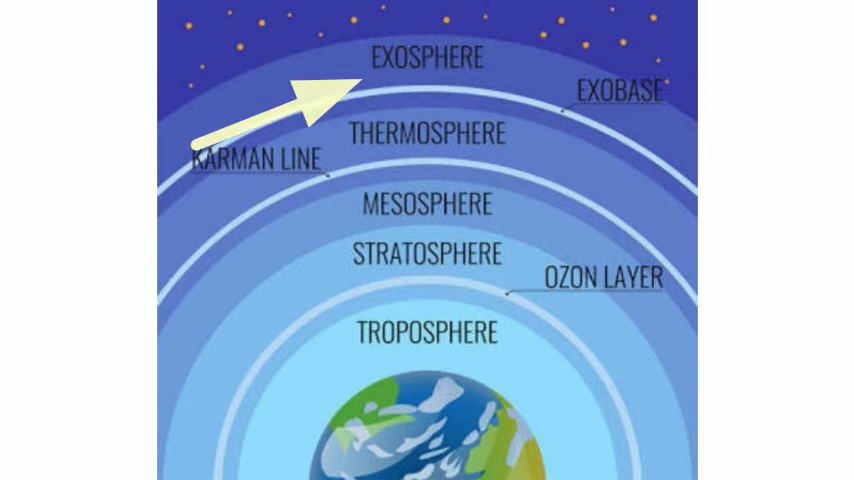 EXOSPHERE
EXOBASE
THERMOSPHERE
KARMAN LINE
MESOSPHERE
STRATOSPHERE
OZON LAYER
TROPOSPHERE